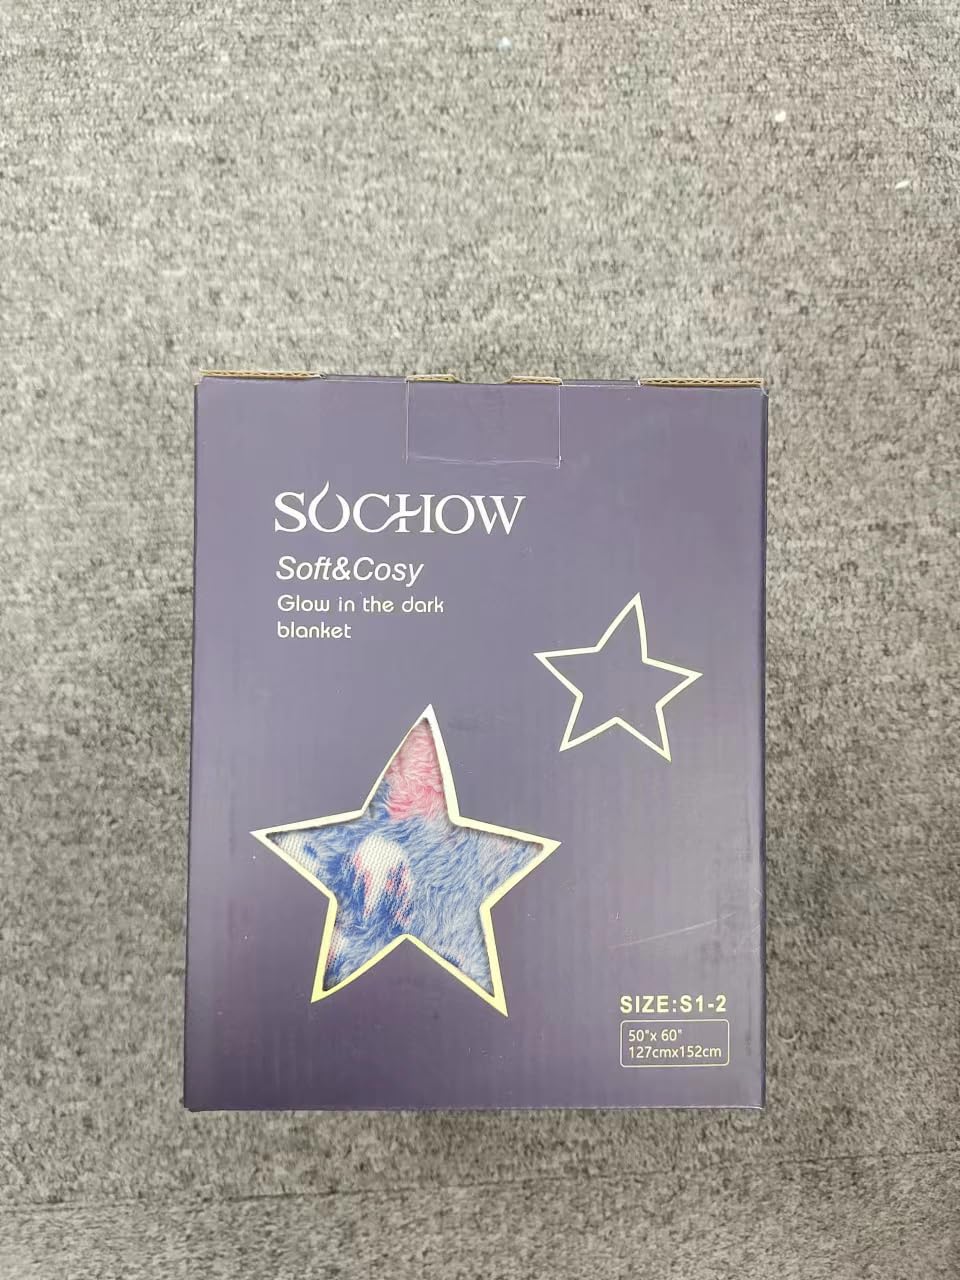 SOCHOW
Soft&Cosy
Glow in the dark
blanket
SIZE:S1-2
50"x 60"
127cmx152cm